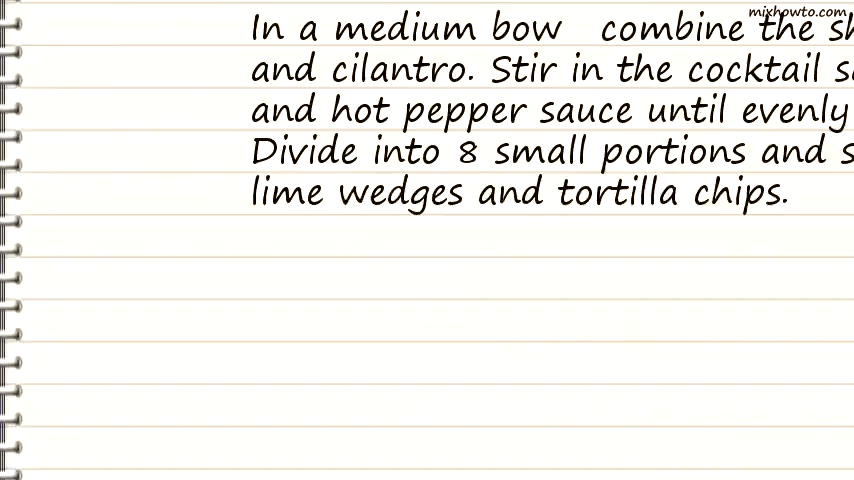 mixhowto.com
In a medium bow combine the sh
and cilantro. Stir in the cocktail s
and hot pepper sauce until evenly
Divide into 8 small portions and s
lime wedges and tortilla chips.